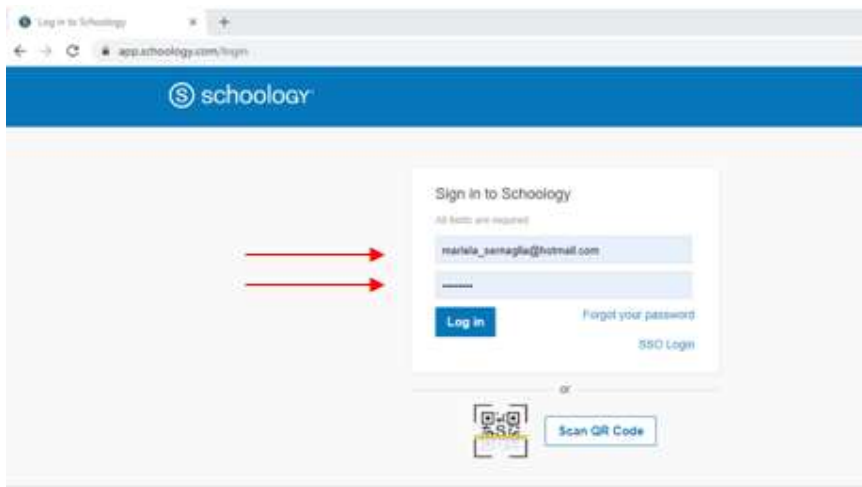 Log in to Schoology
app.schoology.com/login
schoology
Sign in to Schoology
All fields are required
mariela_sernaglia@hotmail.com
Log in
Forgot your password
SSO Login
or
Scan QR Code